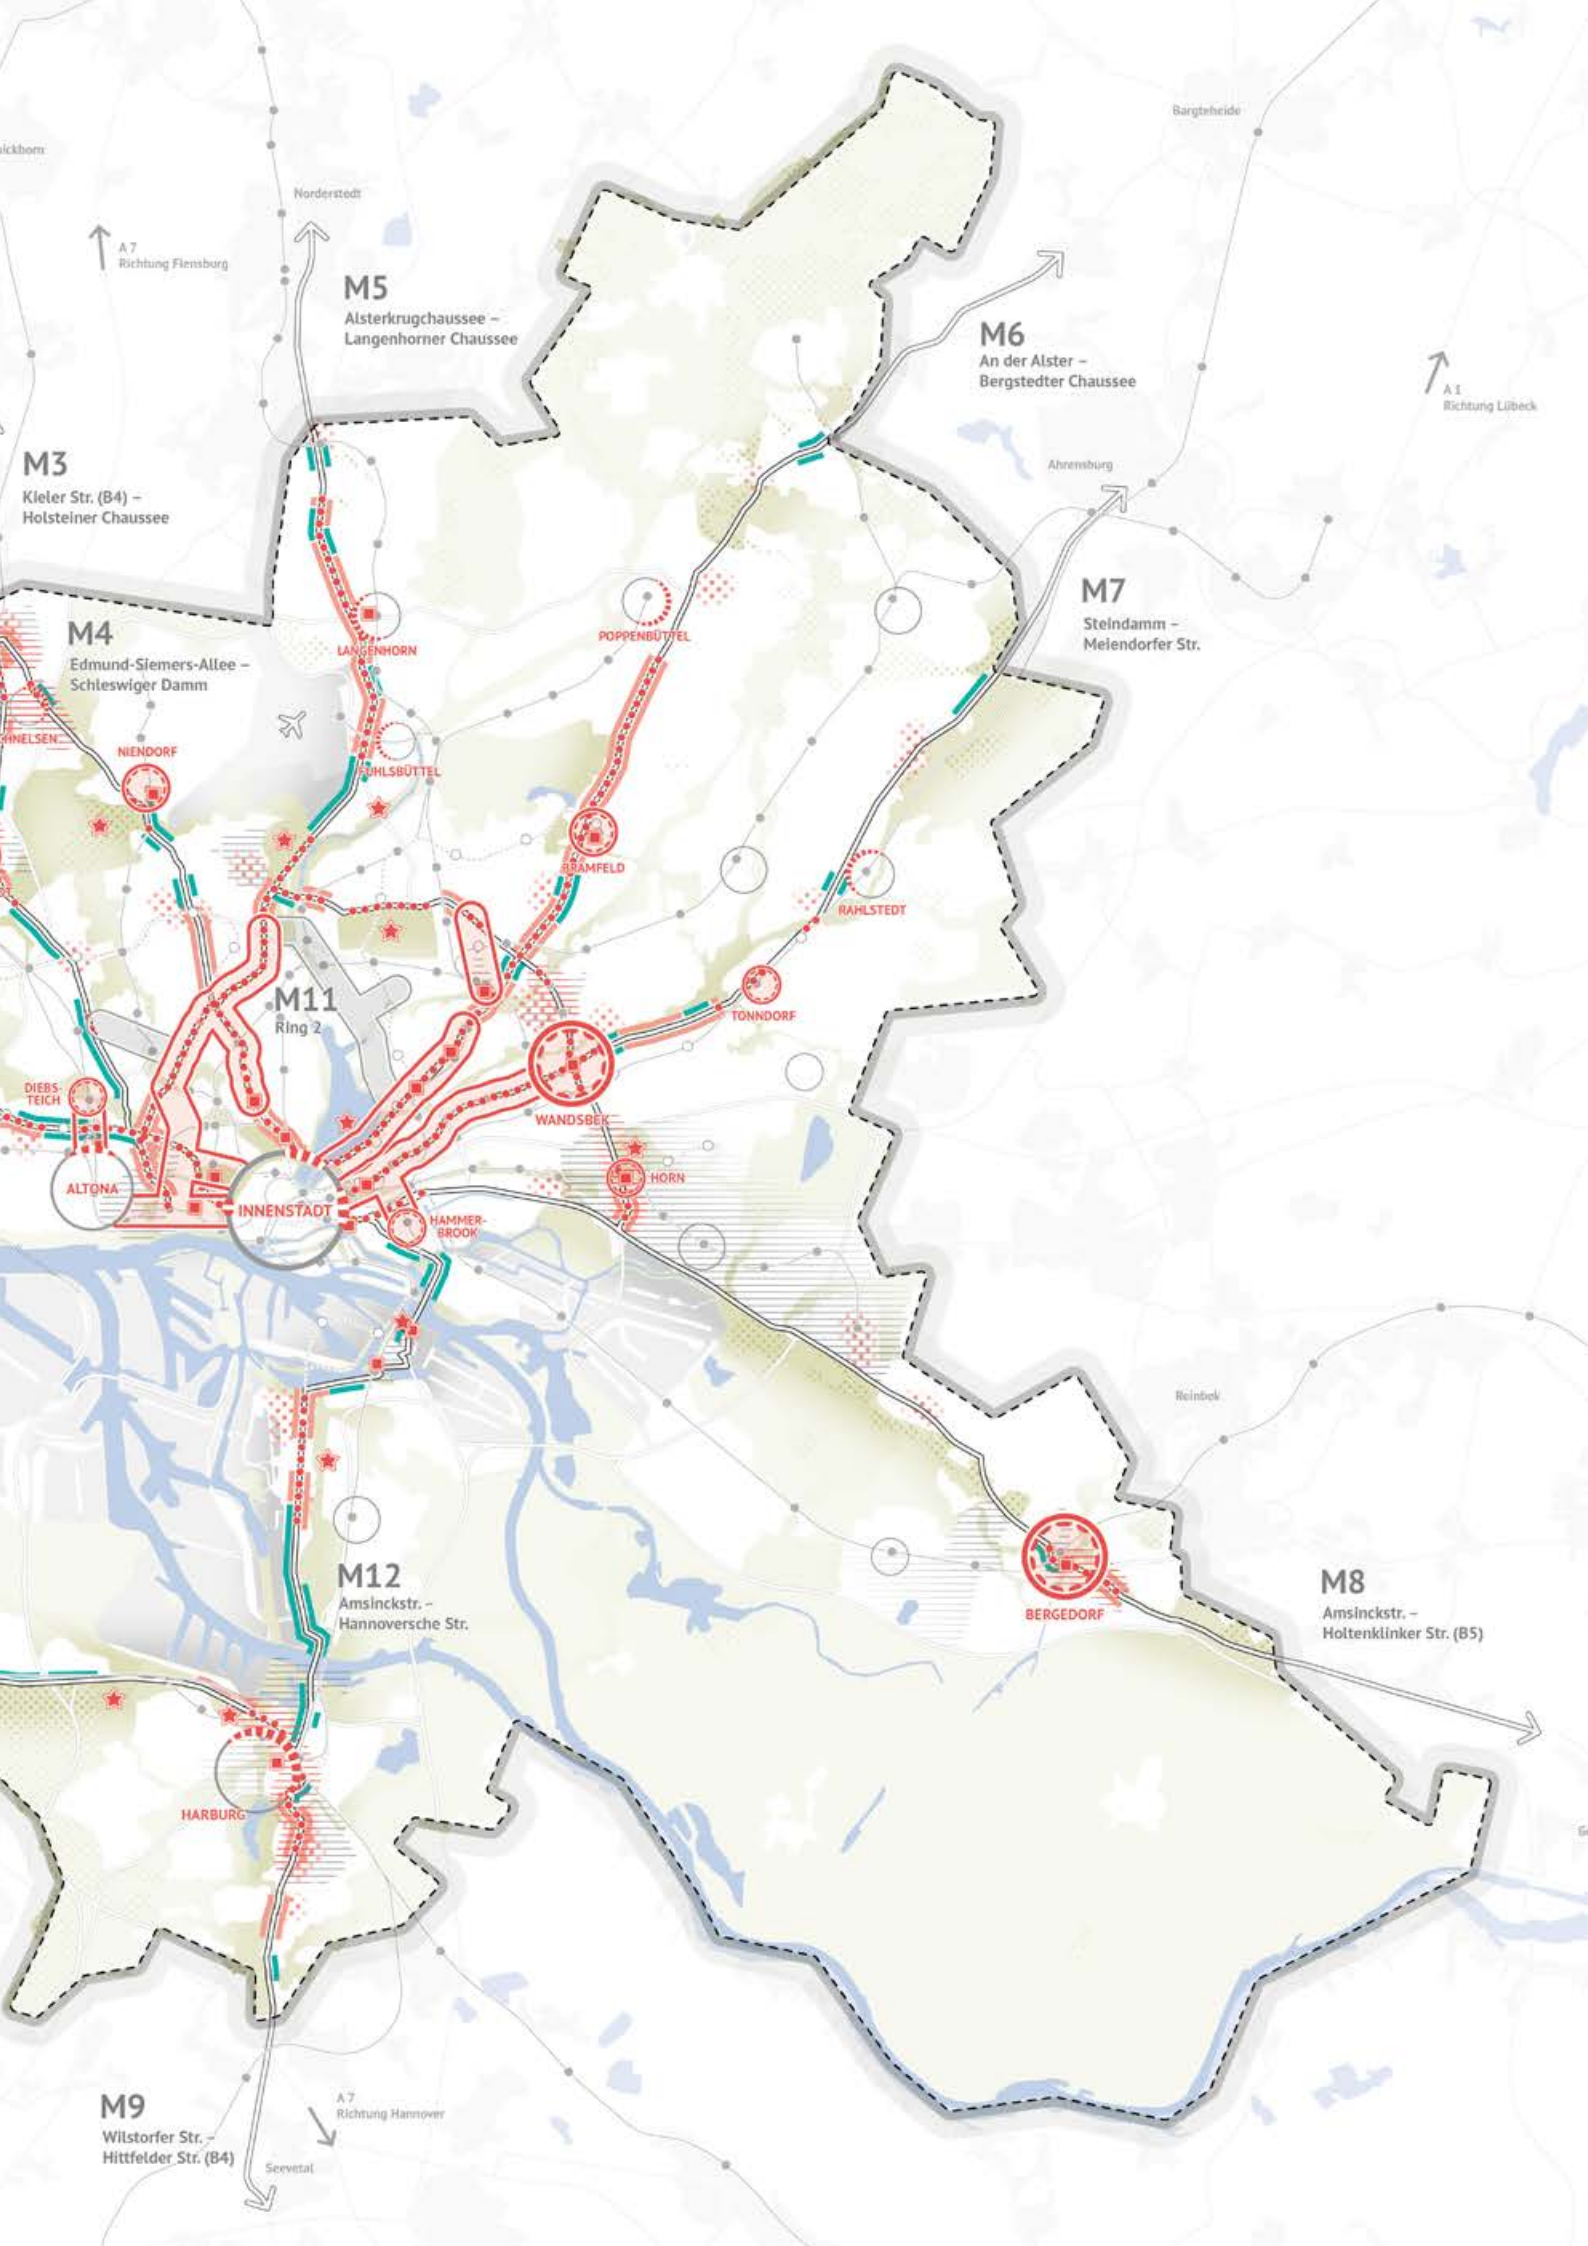 Bargteheide
ickborn
Norderstedt
A 7
Richtung Flensburg
M5
Alsterkrugchaussee –
Langenhorner Chaussee
M6
An der Alster –
Bergstedter Chaussee
A 1
Richtung Lübeck
M3
Kieler Str. (B4) –
Holsteiner Chaussee
Ahrensburg
M7
Steindamm –
Meiendorfer Str.
M4
Edmund-Siemers-Allee –
Schleswiger Damm
POPPENBÜTTEL
LANGENHORN
HNELSEN
NIENDORF
FUHLSBÜTTEL
BRAMFELD
RAHLSTEDT
M11
Ring 2
TONNDORF
DIEBS-
TEICH
WANDSBEK
ALTONA
HORN
INNENSTADT
HAMMER-
BROOK
Reinbek
M12
Amsinckstr. –
Hannoversche Str.
BERGEDORF
M8
Amsinckstr. –
Holtenklinker Str. (B5)
HARBURG
M9
Wilstorfer Str. –
Hittfelder Str. (B4)
A 7
Richtung Hannover
Seevetal